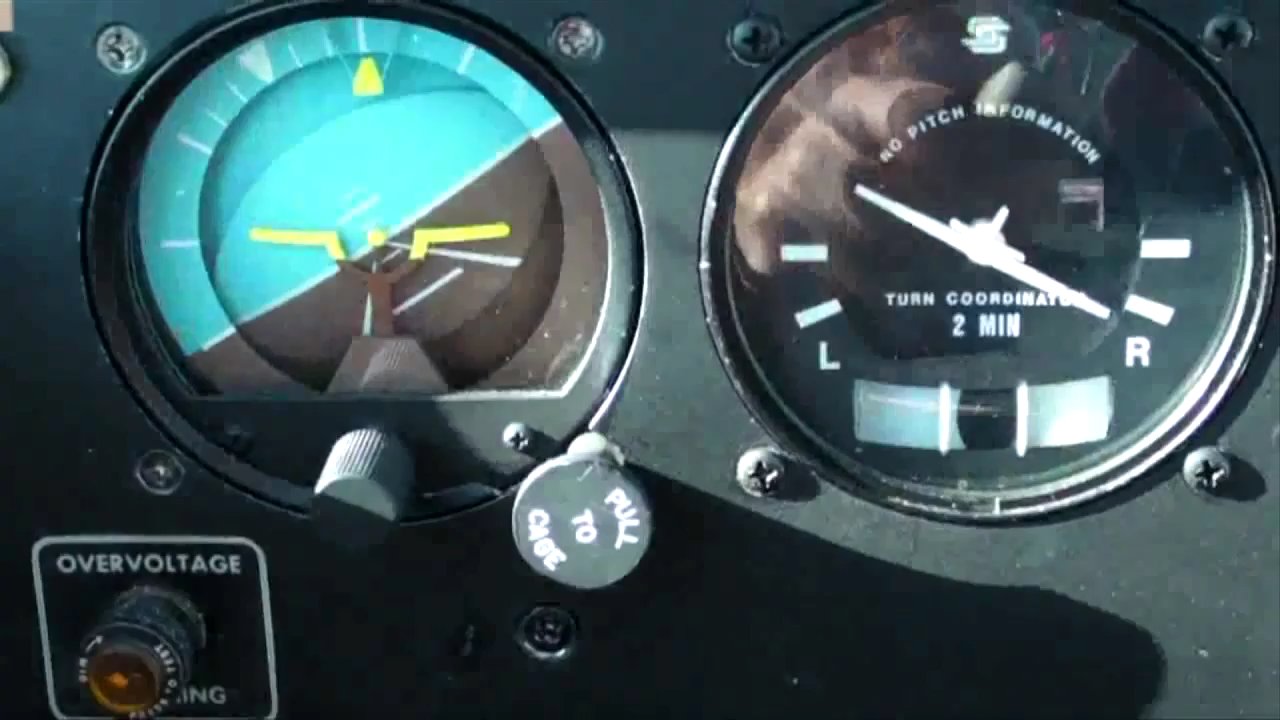 NO PITCH INFORMATION
TURN COORDINATOR
2 MIN
L
R
PULL
TO
CAGE
OVERVOLTAGE